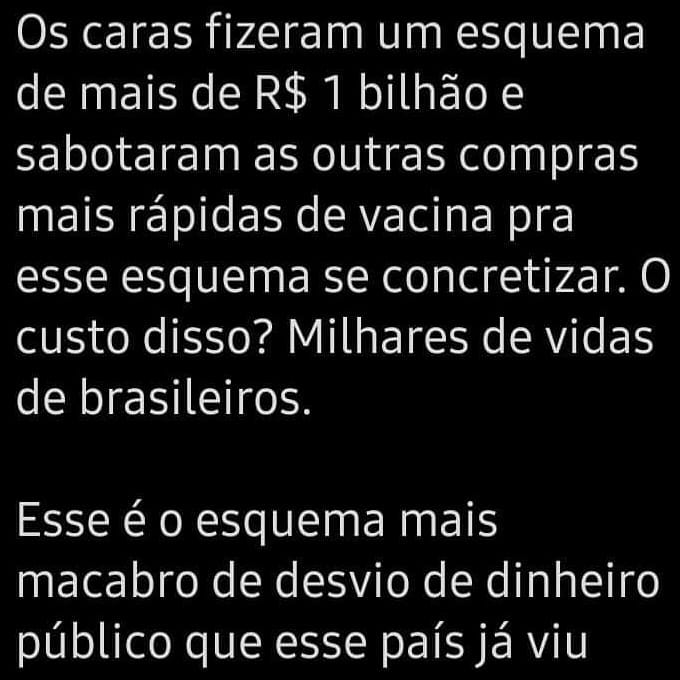 Os caras fizeram um esquema
de mais de R$ 1 bilhão e
sabotaram as outras compras
mais rápidas de vacina pra
esse esquema se concretizar. O
custo disso? Milhares de vidas
de brasileiros.
Esse é o esquema mais
macabro de desvio de dinheiro
público que esse país já viu